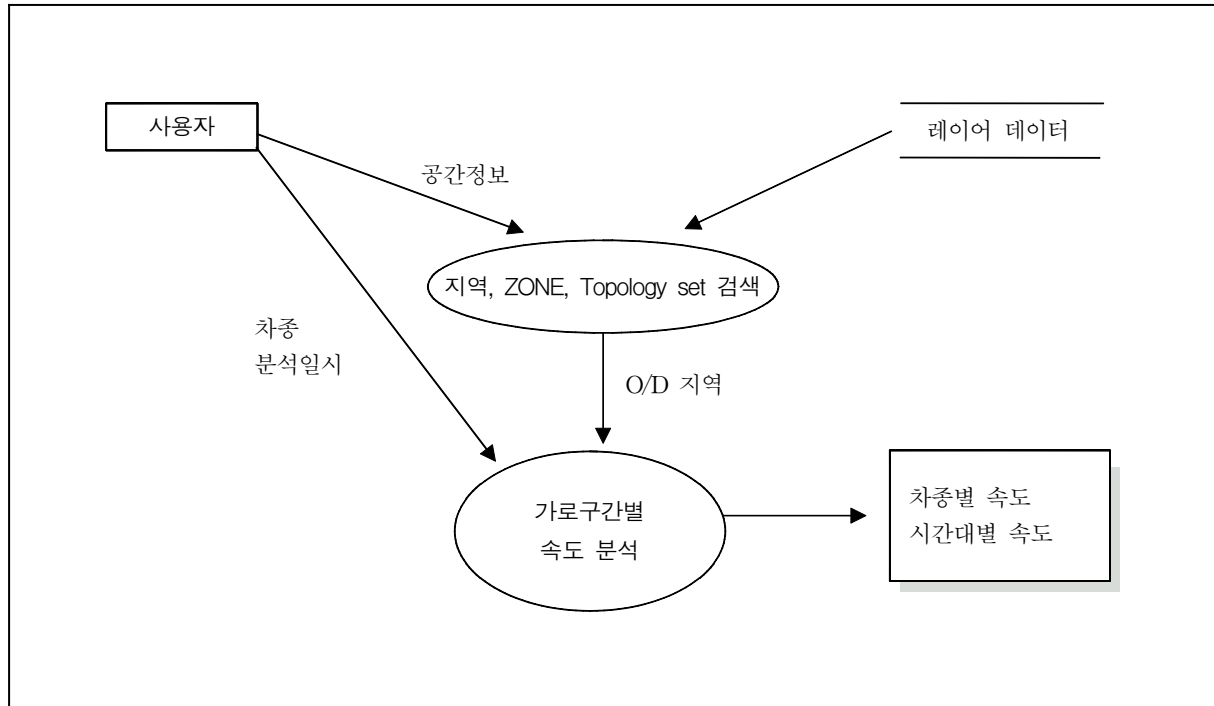 사용자
레이어 데이터
공간정보
지역, ZONE, Topology set 검색
차종
분석일시
O/D 지역
가로구간별
속도 분석
차종별 속도
시간대별 속도